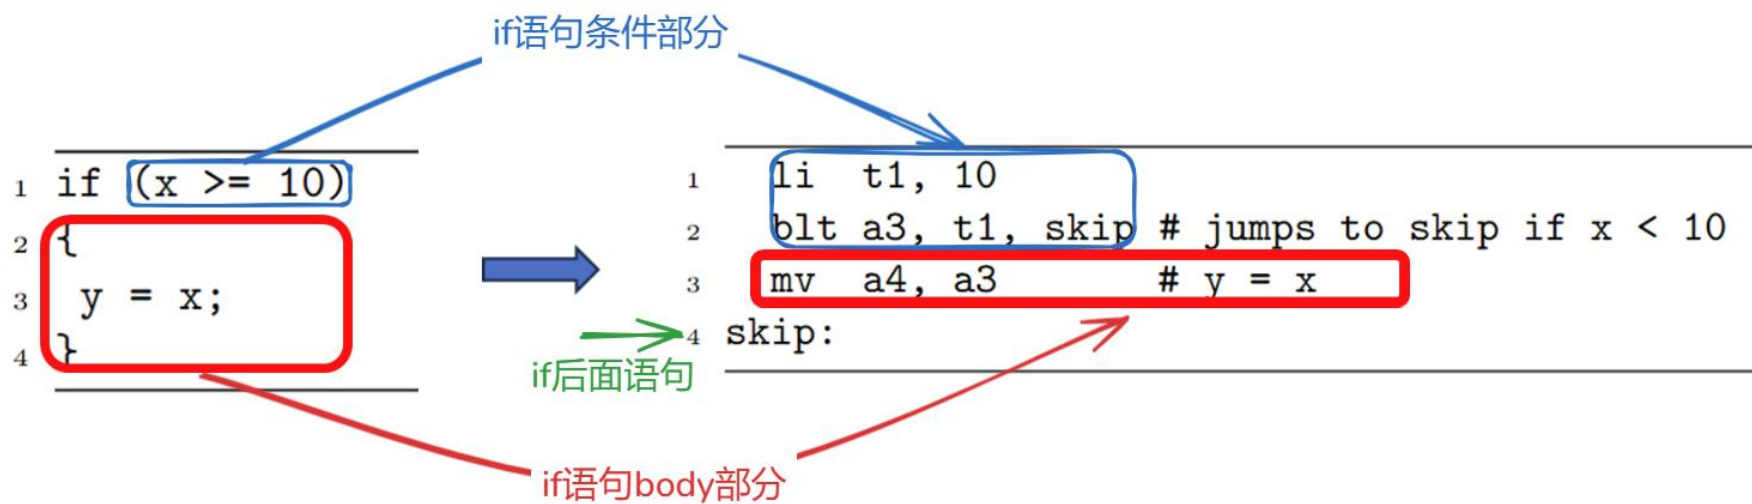 if语句条件部分
1 if (x >= 10)
2 {
3 y = x;
4 }
1 li t1, 10
2 blt a3, t1, skip # jumps to skip if x < 10
3 mv a4, a3 # y = x
4 skip:
if后面语句
if语句body部分